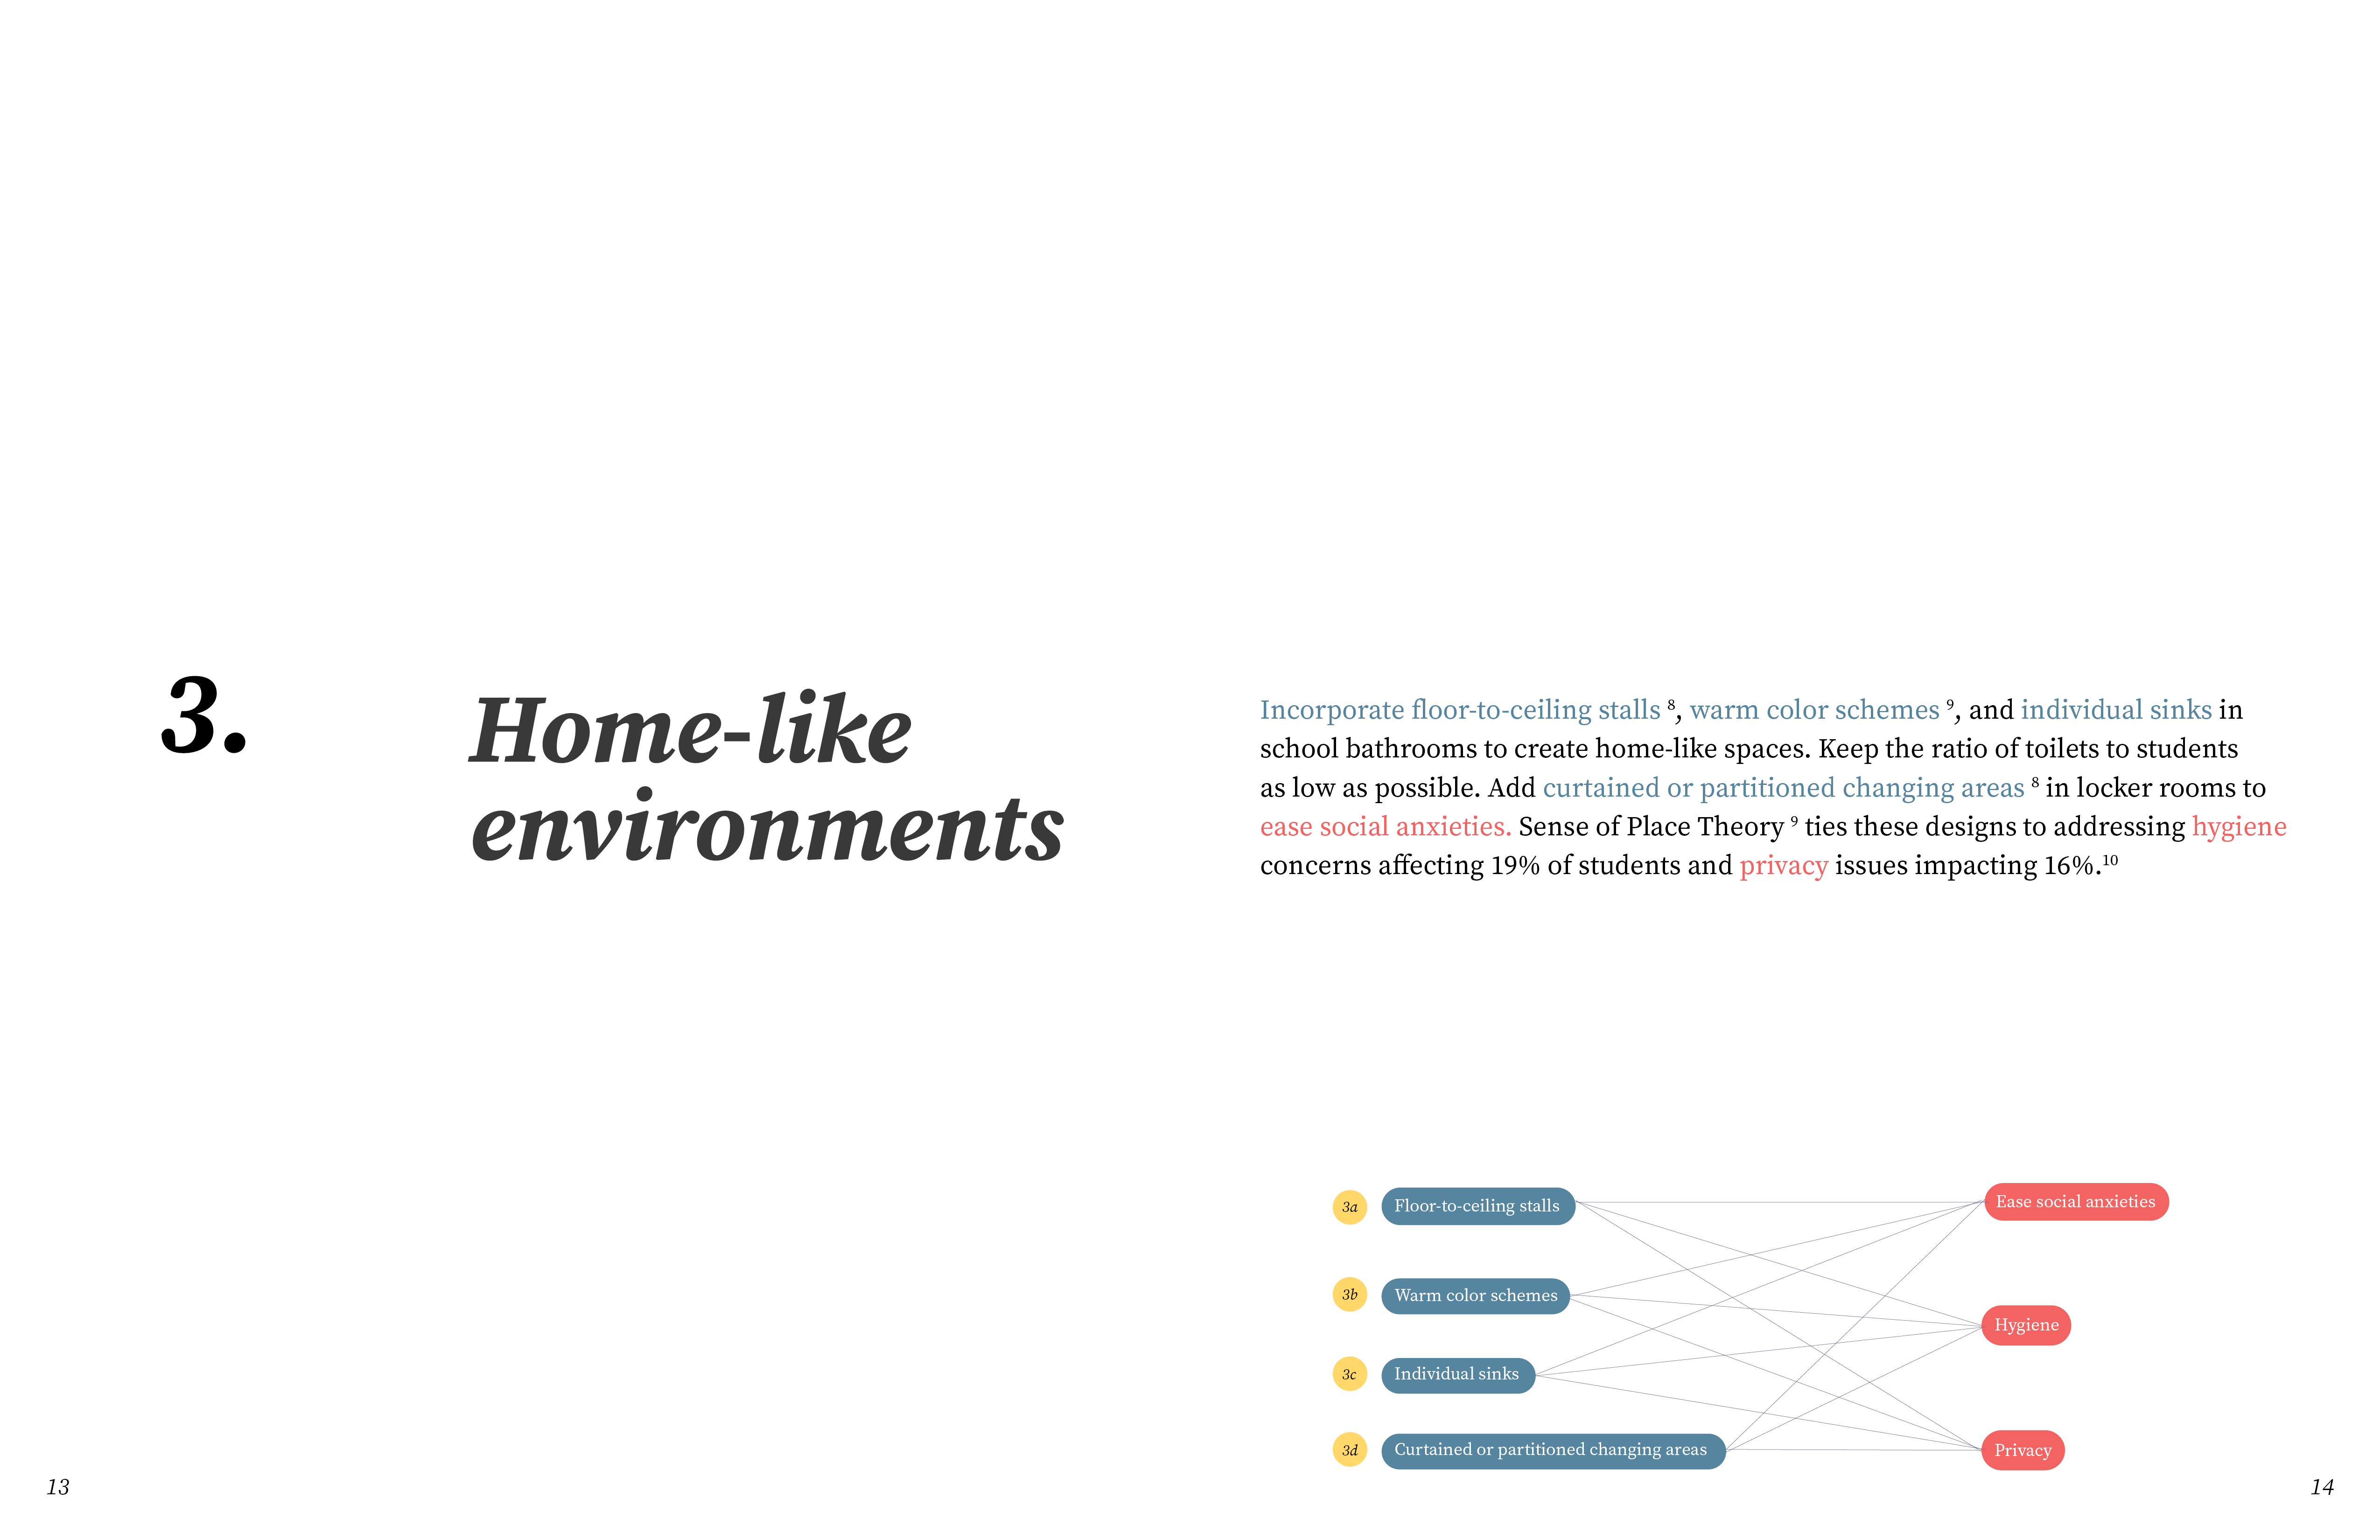 3.
Home-like
environments
Incorporate floor-to-ceiling stalls ⁸, warm color schemes ⁹, and individual sinks in
school bathrooms to create home-like spaces. Keep the ratio of toilets to students
as low as possible. Add curtained or partitioned changing areas ⁸ in locker rooms to
ease social anxieties. Sense of Place Theory ⁹ ties these designs to addressing hygiene
concerns affecting 19% of students and privacy issues impacting 16%.¹⁰
3a Floor-to-ceiling stalls
Ease social anxieties
3b Warm color schemes
Hygiene
3c Individual sinks
3d Curtained or partitioned changing areas
Privacy
13
14